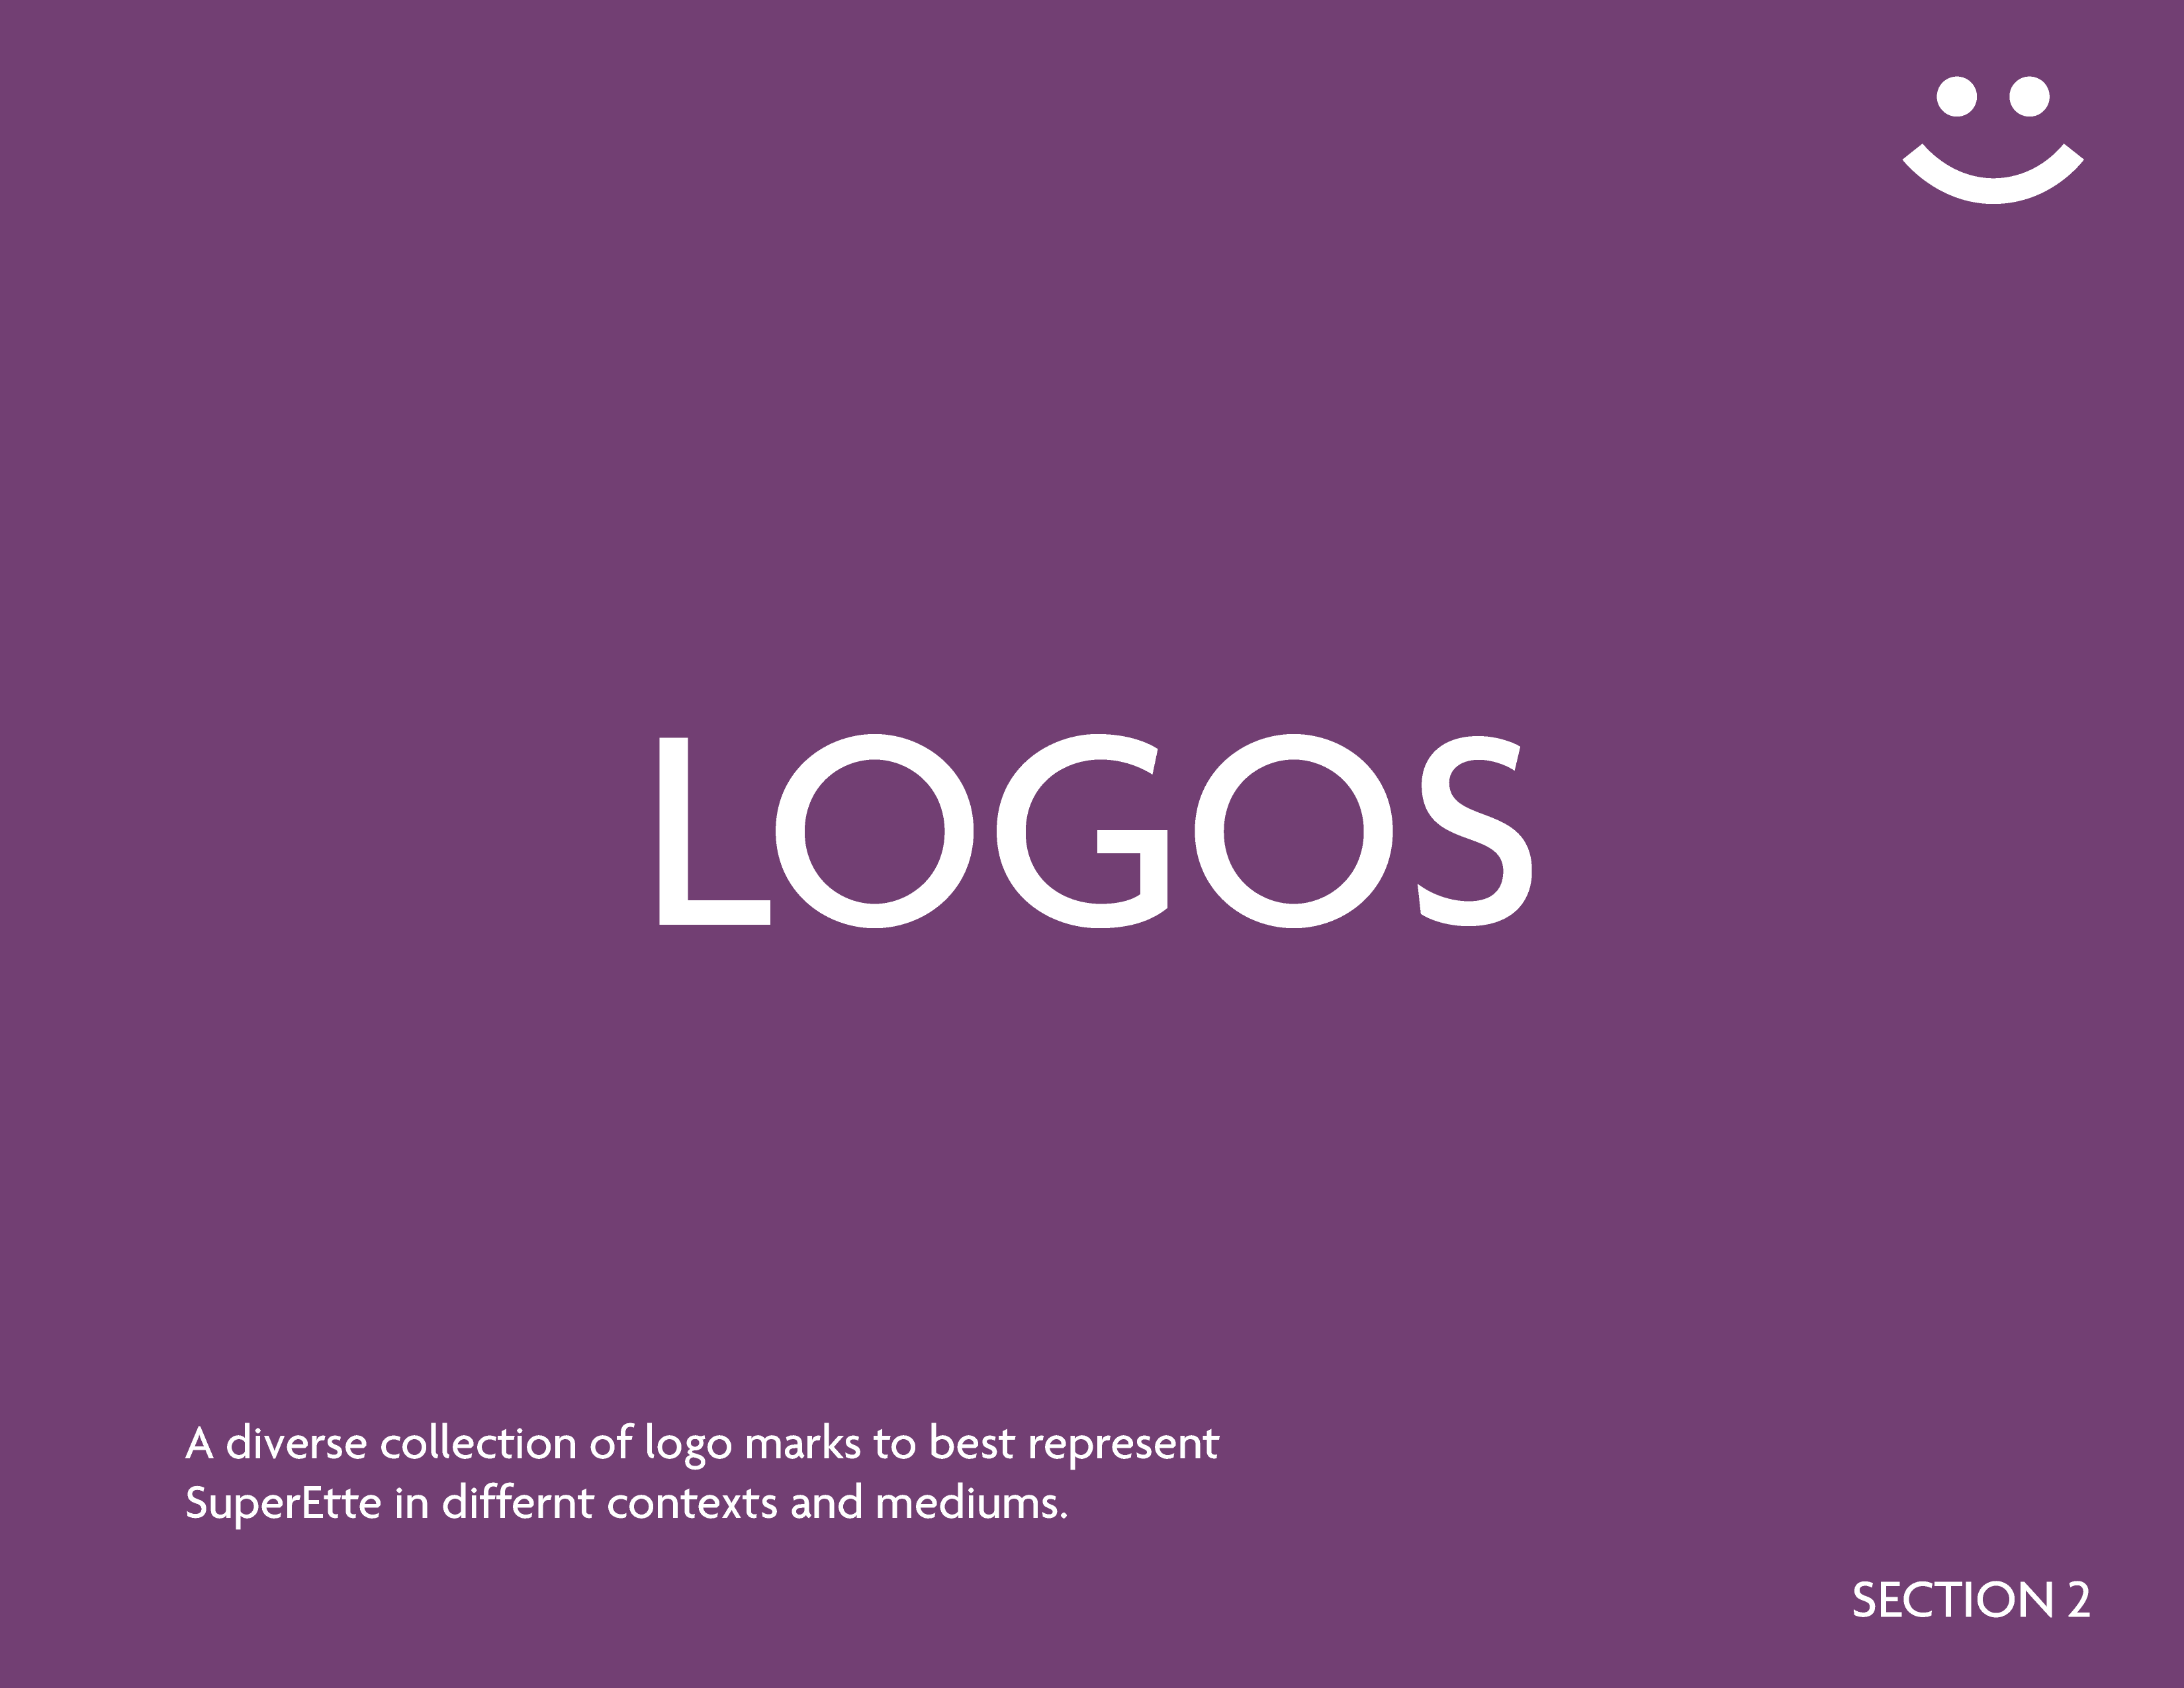 LOGOS
A diverse collection of logo marks to best represent
SuperEtte in differnt contexts and mediums.
SECTION 2